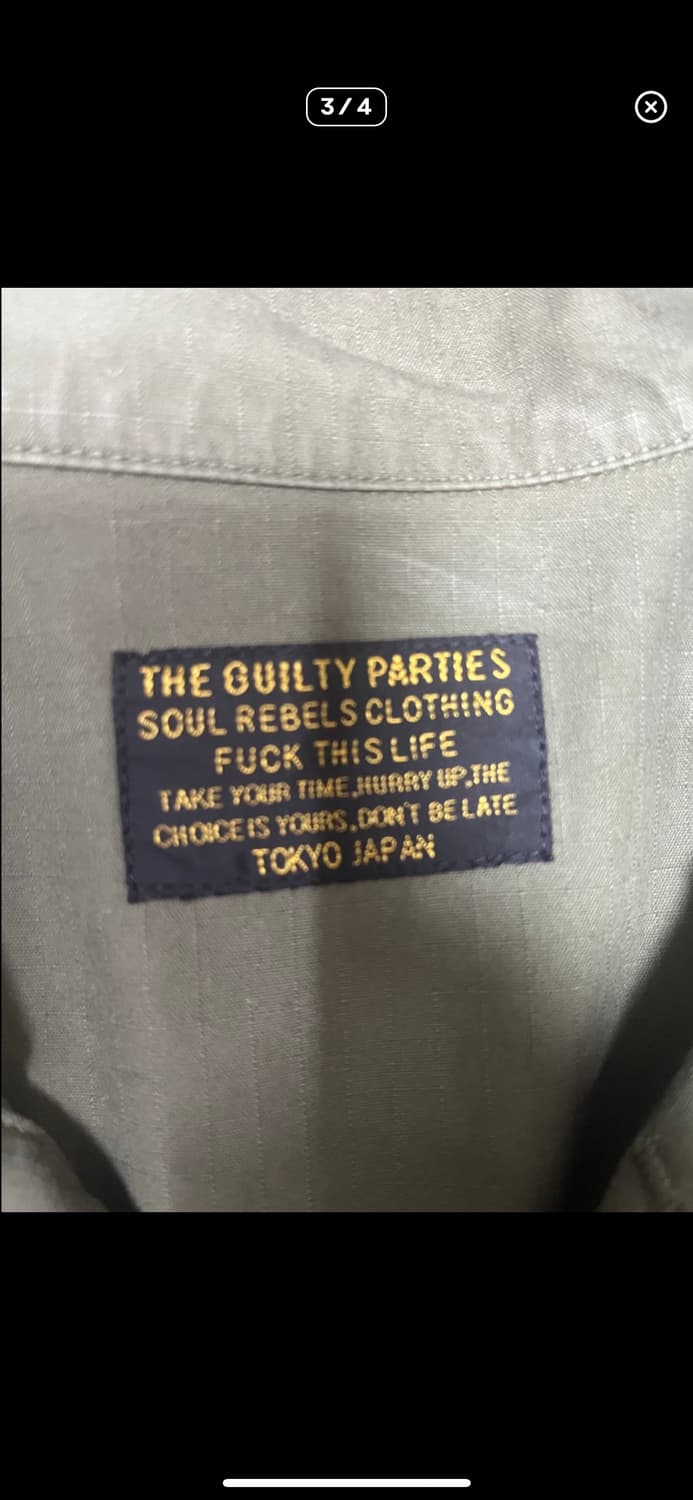 3/4
THE GUILTY PARTIES
SOUL REBELS CLOTHING
FUCK THIS LIFE
TAKE YOUR TIME,HURRY UP,THE
CHOICE IS YOURS,DON'T BE LATE
TOKYO JAPAN